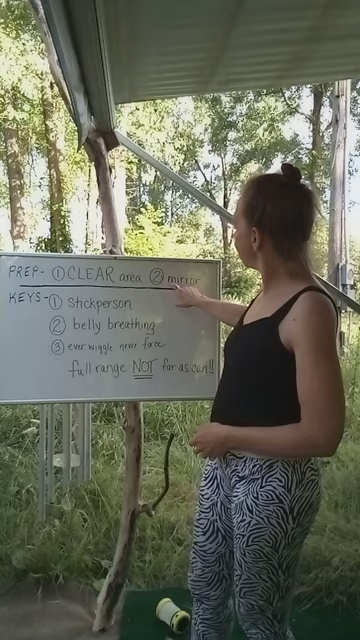 PREP- ① CLEAR area ② mirror
KEYS- ① Stickperson
② belly breathing
③ ever wiggle never force
full range NOT far as can!!